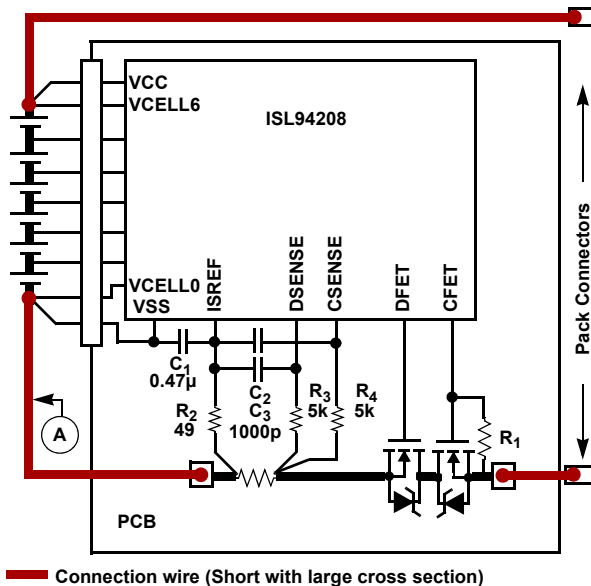 VCC
VCELL6
ISL94208
Pack Connectors
VCELL0
VSS
ISREF
DSENSE
CSENSE
DFET
CFET
C1
0.47µ
C2
C3
1000p
R2
49
R3
5k
R4
5k
R1
A
PCB
Connection wire (Short with large cross section)